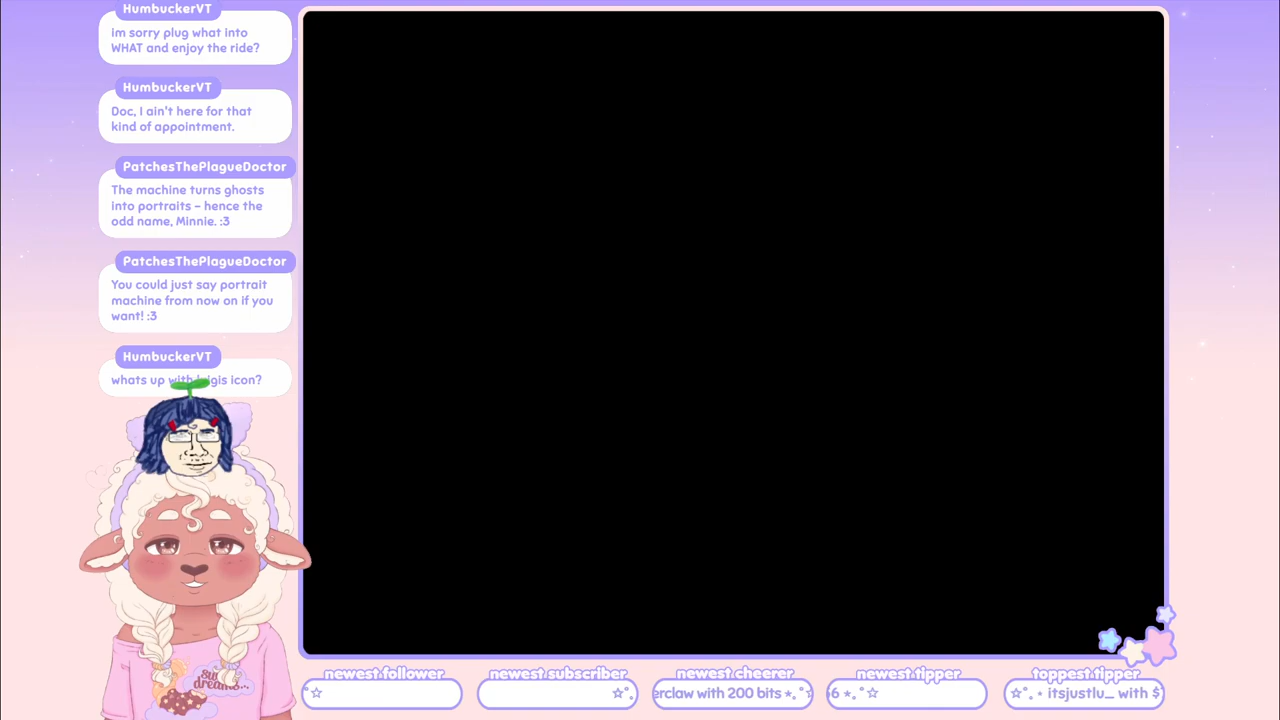 HumbuckerVT
im sorry plug what into
WHAT and enjoy the ride?
HumbuckerVT
Doc, I ain't here for that
kind of appointment.
PatchesThePlagueDoctor
The machine turns ghosts
into portraits - hence the
odd name, Minnie. :3
PatchesThePlagueDoctor
You could just say portrait
machine from now on if you
want! :3
HumbuckerVT
whats up with icon?
newest follower
newest subscriber
newest cheerer
newest tipper
toppest tipper
erclaw with 200 bits
6
itsjustlu_ with $
dreams...